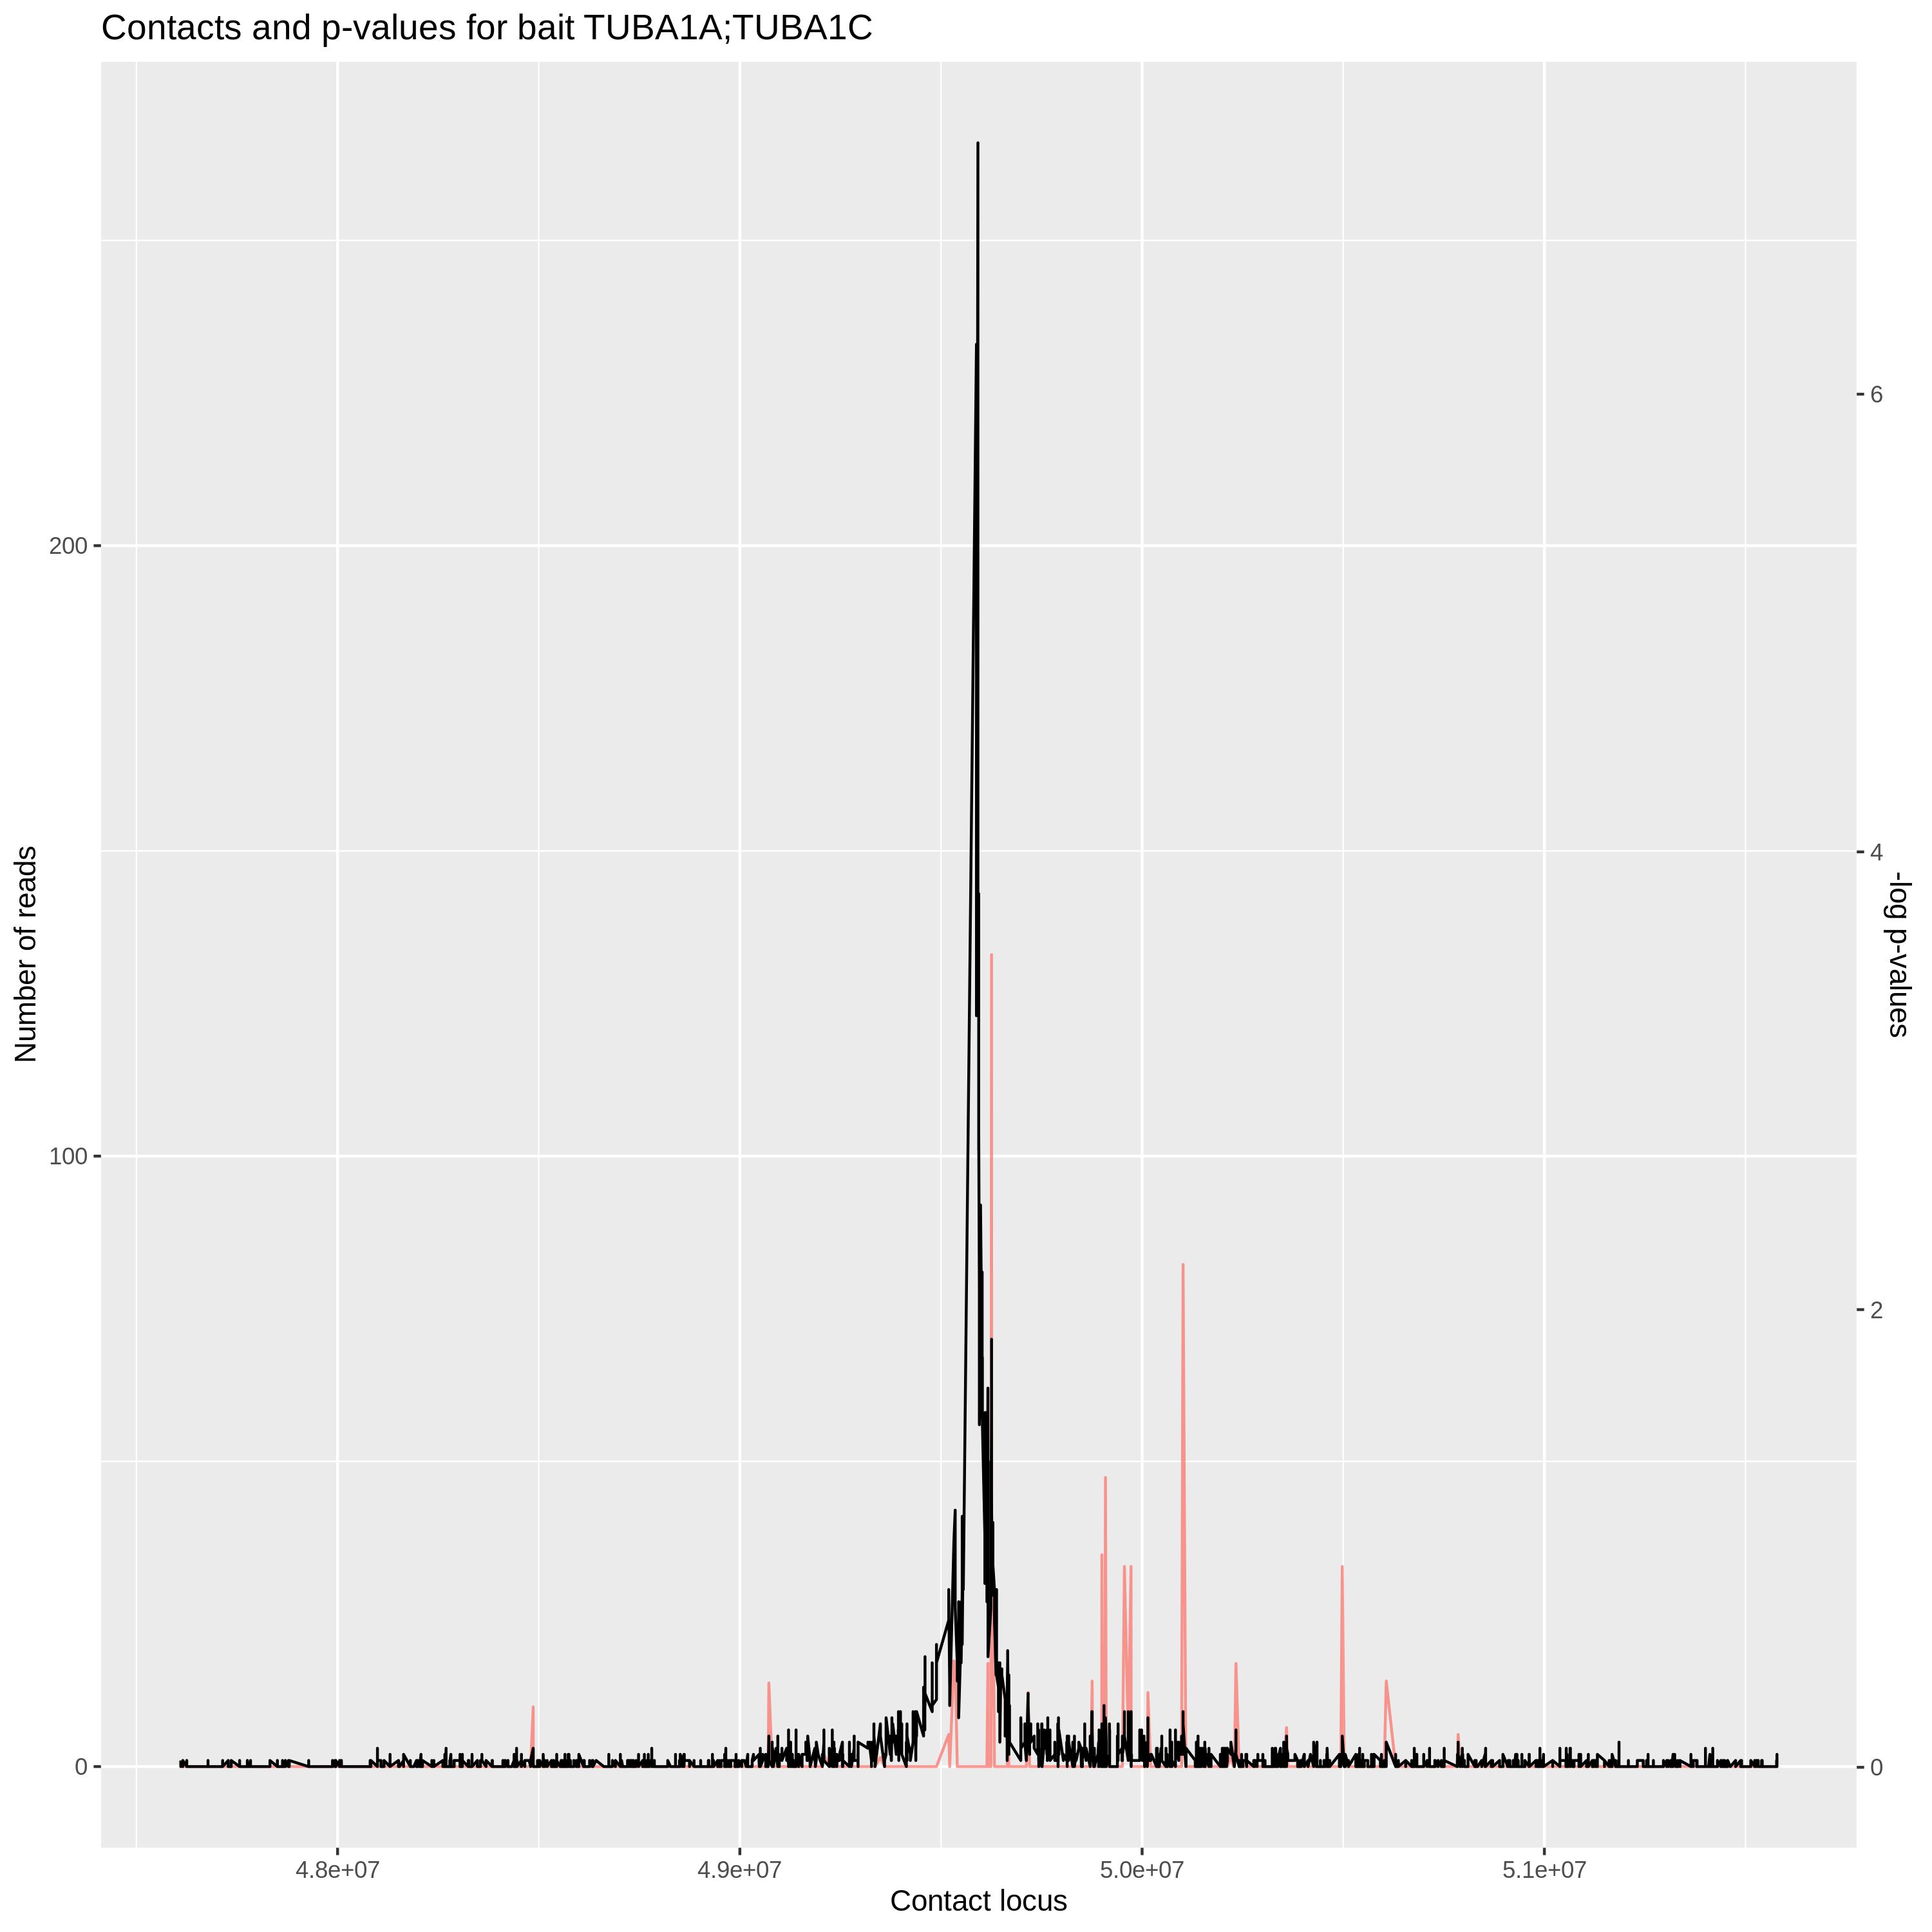 Contacts and p-values for bait TUBA1A;TUBA1C
Number of reads
200
100
0
6
4
2
0
-log p-values
4.8e+07
4.9e+07
5.0e+07
5.1e+07
Contact locus